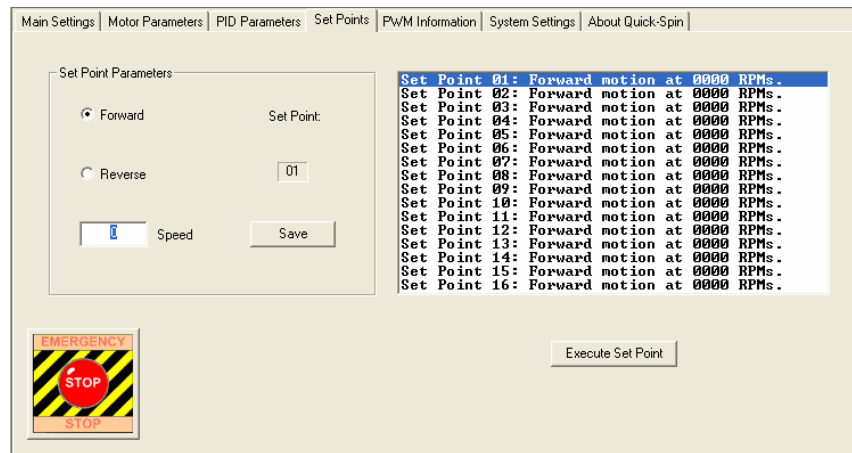 Main Settings Motor Parameters PID Parameters Set Points PWM Information System Settings About Quick-Spin
Set Point Parameters
Forward
Set Point:
Reverse
01
0
Speed
Save
Set Point 01: Forward motion at 0000 RPMs.
Set Point 02: Forward motion at 0000 RPMs.
Set Point 03: Forward motion at 0000 RPMs.
Set Point 04: Forward motion at 0000 RPMs.
Set Point 05: Forward motion at 0000 RPMs.
Set Point 06: Forward motion at 0000 RPMs.
Set Point 07: Forward motion at 0000 RPMs.
Set Point 08: Forward motion at 0000 RPMs.
Set Point 09: Forward motion at 0000 RPMs.
Set Point 10: Forward motion at 0000 RPMs.
Set Point 11: Forward motion at 0000 RPMs.
Set Point 12: Forward motion at 0000 RPMs.
Set Point 13: Forward motion at 0000 RPMs.
Set Point 14: Forward motion at 0000 RPMs.
Set Point 15: Forward motion at 0000 RPMs.
Set Point 16: Forward motion at 0000 RPMs.
EMERGENCY
STOP
STOP
Execute Set Point